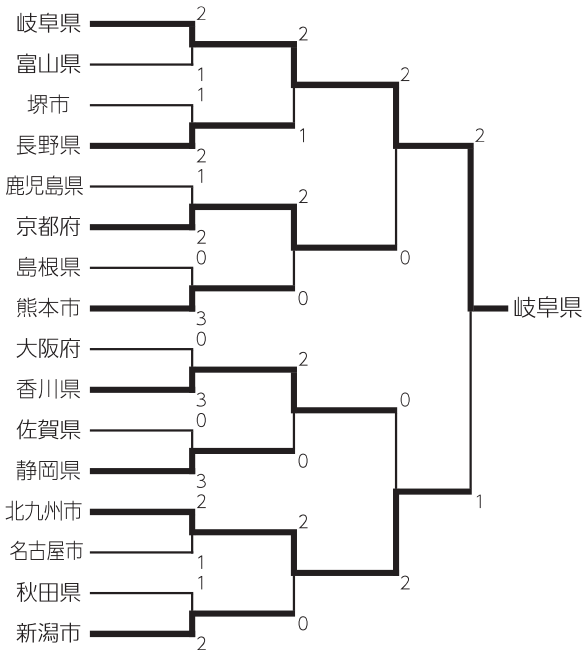 岐阜県
富山県
堺市
長野県
鹿児島県
京都府
島根県
熊本市
大阪府
香川県
佐賀県
静岡県
北九州市
名古屋市
秋田県
新潟市
2
1
1
2
1
2
0
3
0
3
0
3
2
1
1
2
2
1
2
0
2
0
2
0
2
0
0
2
2
1
岐阜県